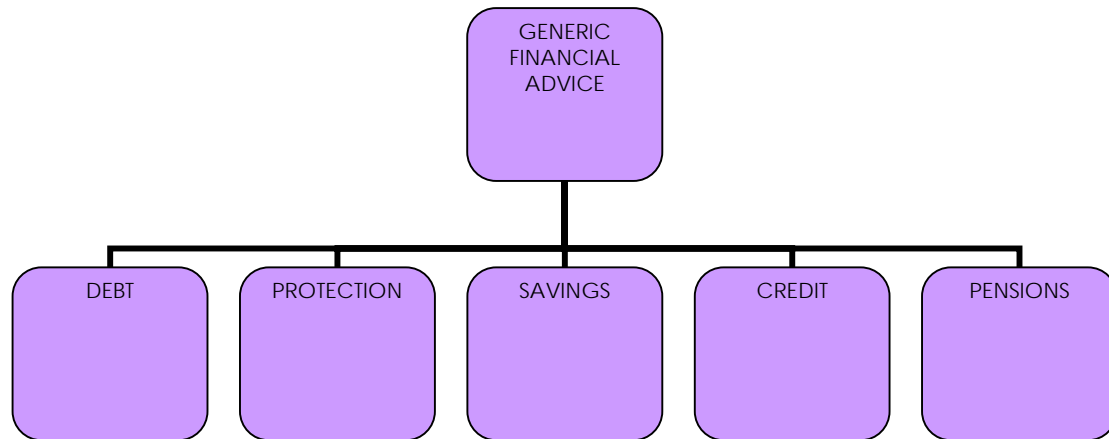 GENERIC
FINANCIAL
ADVICE
DEBT
PROTECTION
SAVINGS
CREDIT
PENSIONS